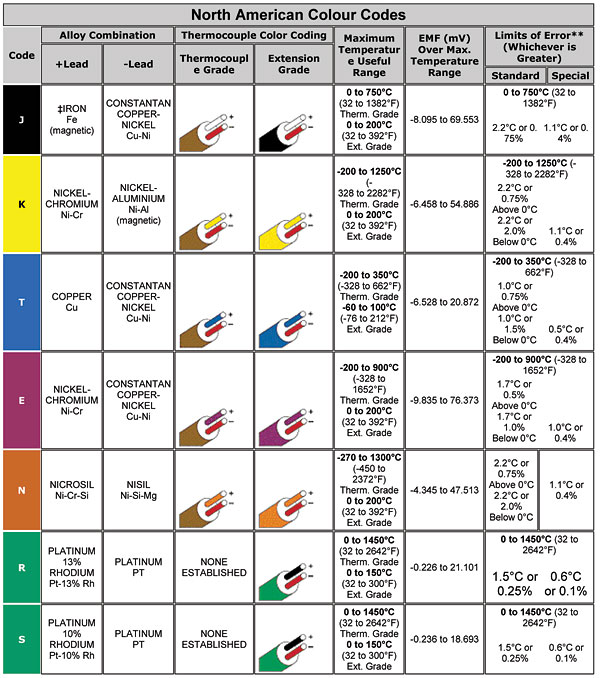 North American Colour Codes
Code
Alloy Combination
Thermocouple Color Coding
Maximum
Temperatur
e Useful
Range
EMF (mV)
Over Max.
Temperature
Range
Limits of Error**
(Whichever is
Greater)
+Lead
-Lead
Thermocoupl
e Grade
Extension
Grade
Standard
Special
J
‡IRON
Fe
(magnetic)
CONSTANTAN
COPPER-
NICKEL
Cu-Ni
+
−
+
−
0 to 750°C
(32 to 1382°F)
Therm. Grade
0 to 200°C
(32 to 392°F)
Ext. Grade
-8.095 to 69.553
0 to 750°C (32 to
1382°F)
2.2°C or 0.
75%
1.1°C or 0.
4%
K
NICKEL-
CHROMIUM
Ni-Cr
NICKEL-
ALUMINIUM
Ni-Al
(magnetic)
+
−
+
−
-200 to 1250°C
(-
328 to 2282°F)
Therm. Grade
0 to 200°C
(32 to 392°F)
Ext. Grade
-6.458 to 54.886
-200 to 1250°C (-
328 to 2282°F)
2.2°C or
0.75%
Above 0°C
2.2°C or
2.0%
Below 0°C
1.1°C or
0.4%
T
COPPER
Cu
CONSTANTAN
COPPER-
NICKEL
Cu-Ni
+
−
+
−
-200 to 350°C
(-328 to 662°F)
Therm. Grade
-60 to 100°C
(-76 to 212°F)
Ext. Grade
-6.528 to 20.872
-200 to 350°C (-328 to
662°F)
1.0°C or
0.75%
Above 0°C
1.0°C or
1.5%
Below 0°C
0.5°C or
0.4%
E
NICKEL-
CHROMIUM
Ni-Cr
CONSTANTAN
COPPER-
NICKEL
Cu-Ni
+
−
+
−
-200 to 900°C
(-328 to
1652°F)
Therm. Grade
0 to 200°C
(32 to 392°F)
Ext. Grade
-9.835 to 76.373
-200 to 900°C (-328 to
1652°F)
1.7°C or
0.5%
Above 0°C
1.7°C or
1.0%
Below 0°C
1.0°C or
0.4%
N
NICROSIL
Ni-Cr-Si
NISIL
Ni-Si-Mg
+
−
+
−
-270 to 1300°C
(-450 to
2372°F)
Therm. Grade
0 to 200°C
(32 to 392°F)
Ext. Grade
-4.345 to 47.513
2.2°C or
0.75%
Above 0°C
2.2°C or
2.0%
Below 0°C
1.1°C or
0.4%
R
PLATINUM
13%
RHODIUM
Pt-13% Rh
PLATINUM
PT
NONE
ESTABLISHED
+
−
0 to 1450°C
(32 to 2642°F)
Therm. Grade
0 to 150°C
(32 to 300°F)
Ext. Grade
-0.226 to 21.101
0 to 1450°C (32 to
2642°F)
1.5°C or
0.25%
0.6°C
or 0.1%
S
PLATINUM
10%
RHODIUM
Pt-10% Rh
PLATINUM
PT
NONE
ESTABLISHED
+
−
0 to 1450°C
(32 to 2642°F)
Therm. Grade
0 to 150°C
(32 to 300°F)
Ext. Grade
-0.236 to 18.693
0 to 1450°C (32 to
2642°F)
1.5°C or
0.25%
0.6°C or
0.1%